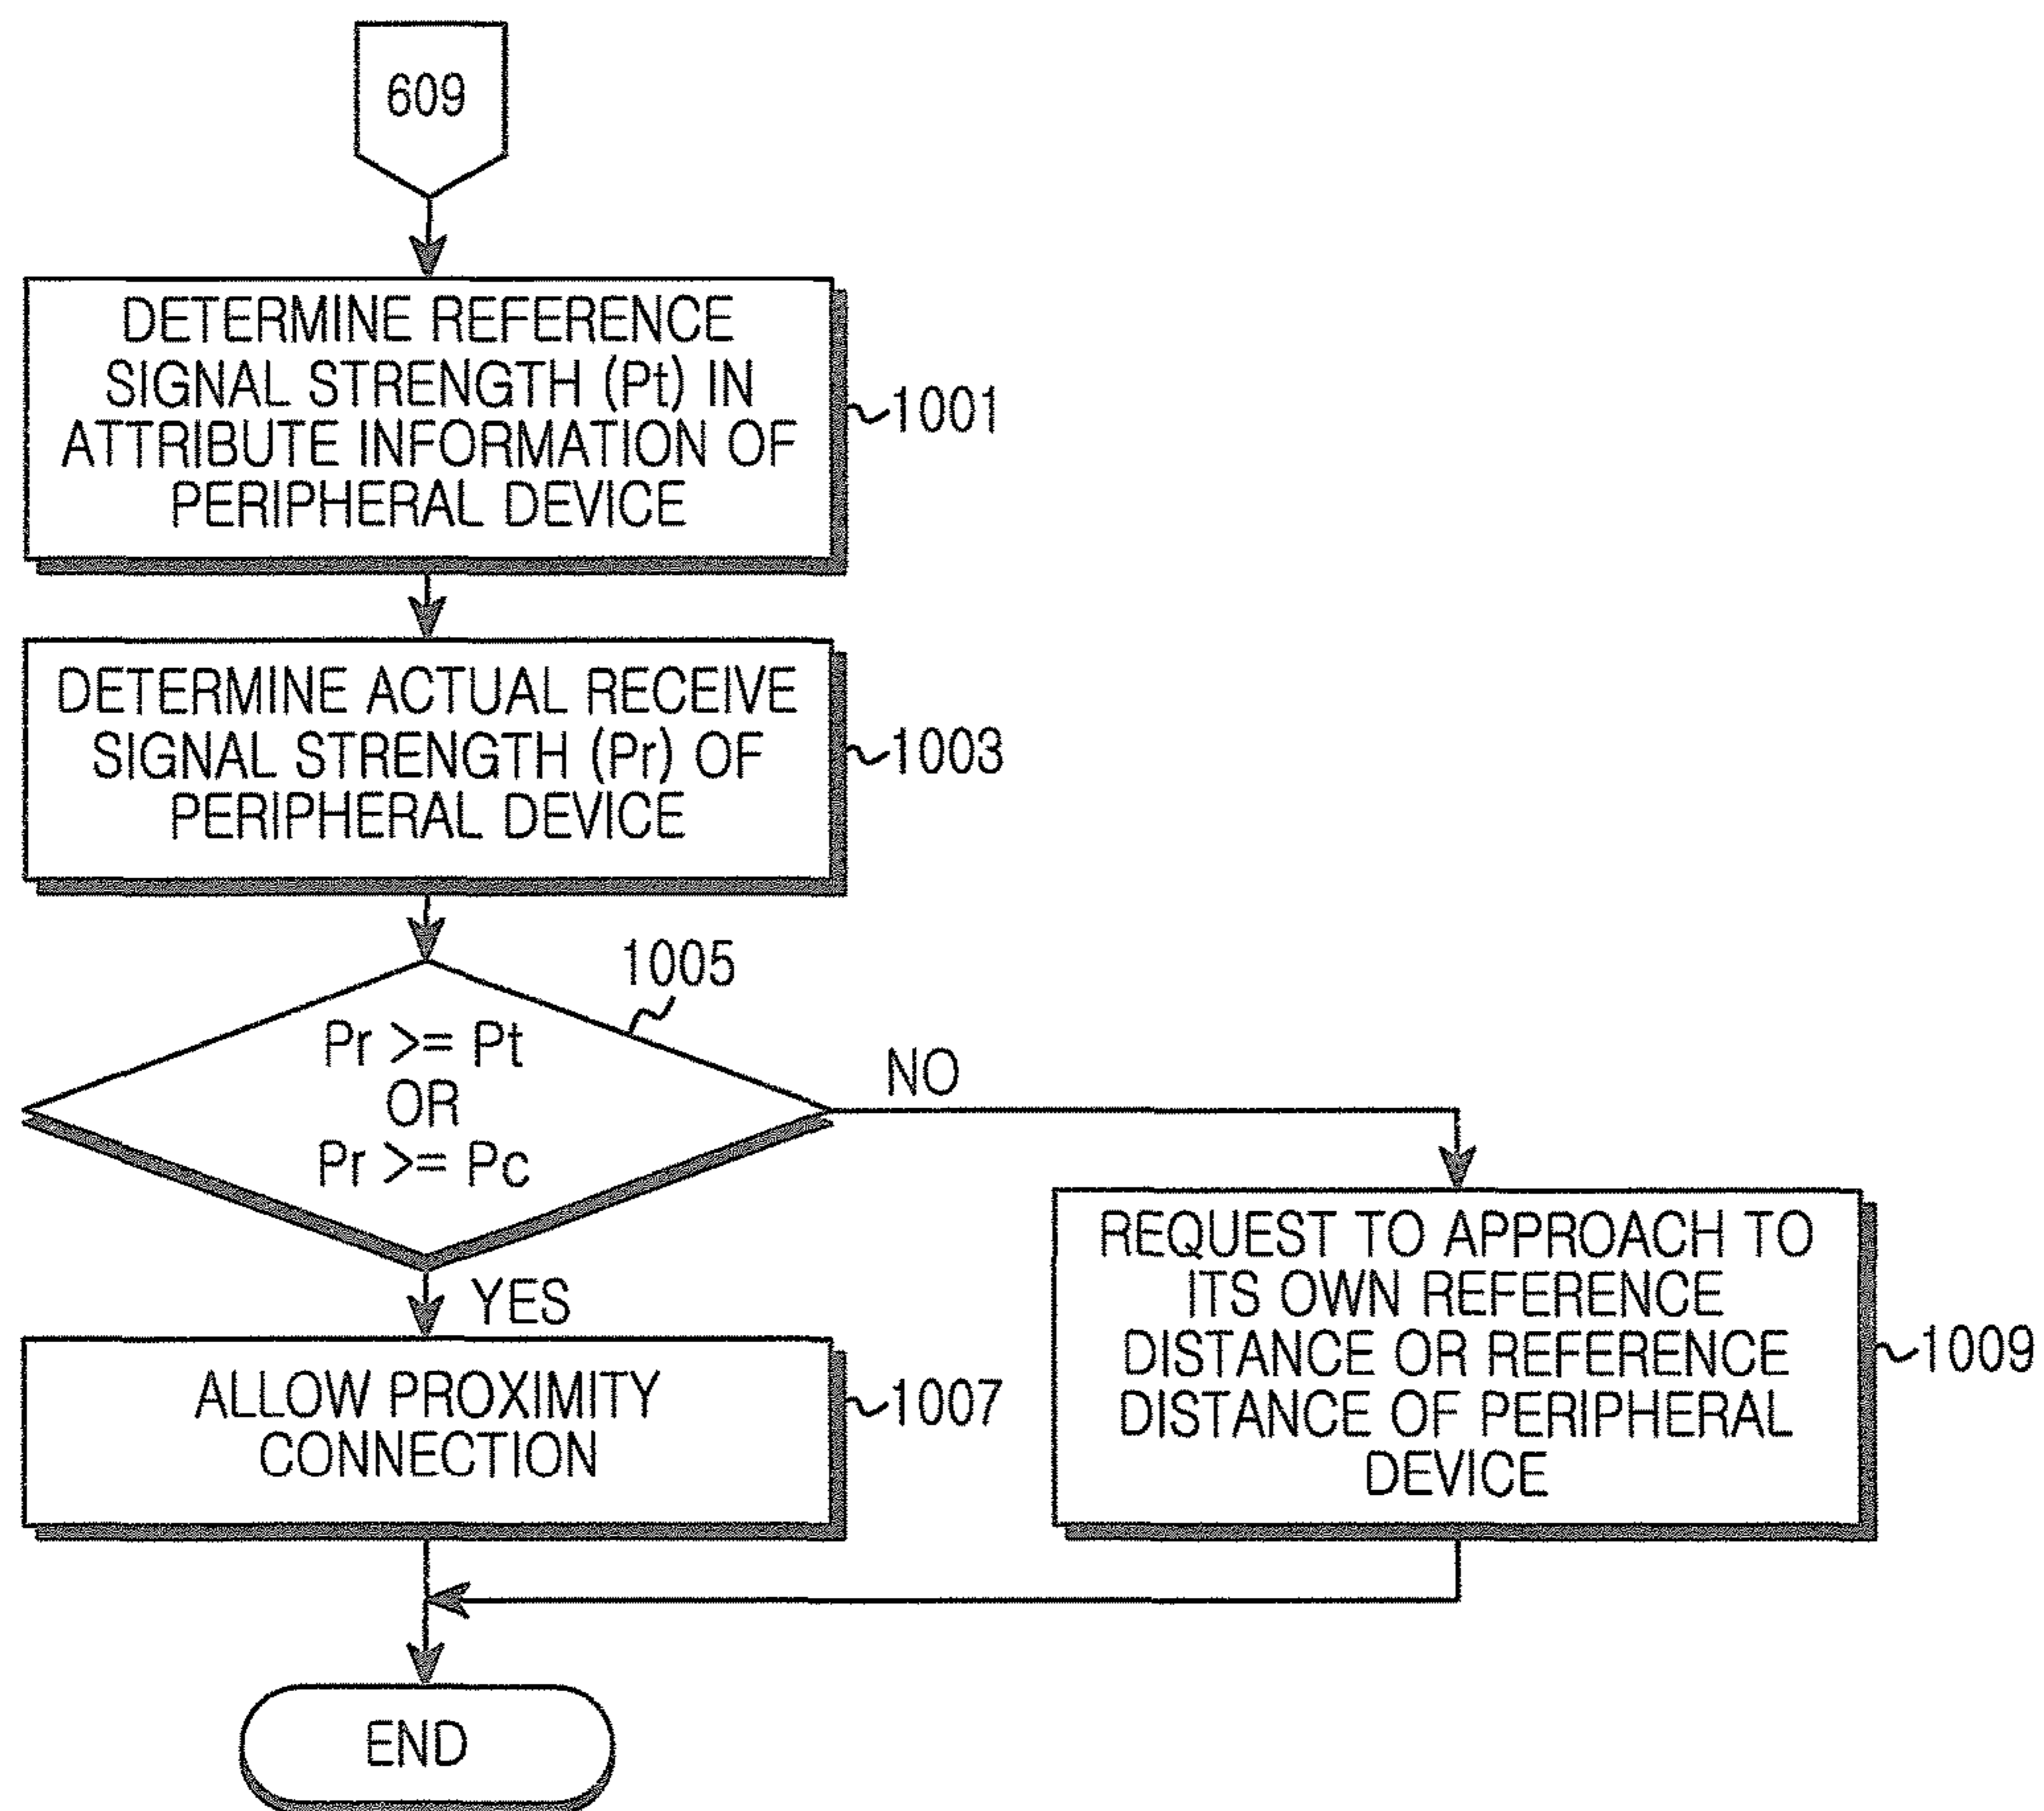 609
DETERMINE REFERENCE
SIGNAL STRENGTH (Pt) IN
ATTRIBUTE INFORMATION OF
PERIPHERAL DEVICE
1001
DETERMINE ACTUAL RECEIVE
SIGNAL STRENGTH (Pr) OF
PERIPHERAL DEVICE
1003
1005
Pr >= Pt
OR
Pr >= Pc
NO
YES
REQUEST TO APPROACH TO
ITS OWN REFERENCE
DISTANCE OR REFERENCE
DISTANCE OF PERIPHERAL
DEVICE
1009
ALLOW PROXIMITY
CONNECTION
1007
END